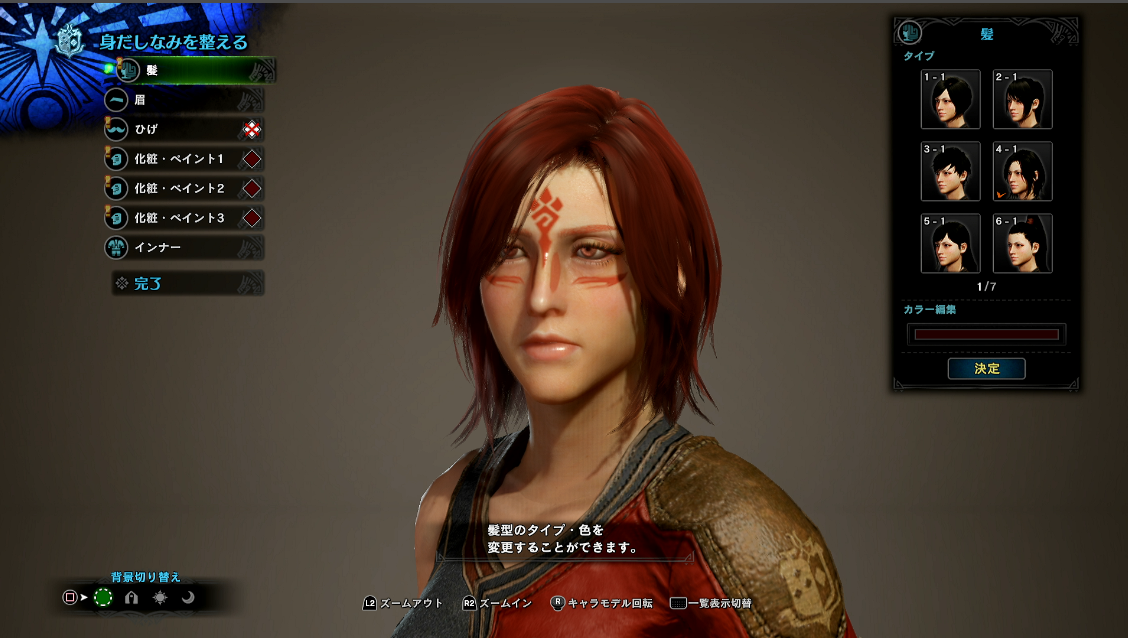 身だしなみを整える
髪
眉
ひげ
化粧・ペイント1
化粧・ペイント2
化粧・ペイント3
インナー
完了
髪
タイプ
1 - 1
2 - 1
3 - 1
4 - 1
5 - 1
6 - 1
1/7
カラー編集
決定
髪型のタイプ・色を
変更することができます。
背景切り替え
L2 ズームアウト R2 ズームイン R キャラモデル回転 一覧表示切替